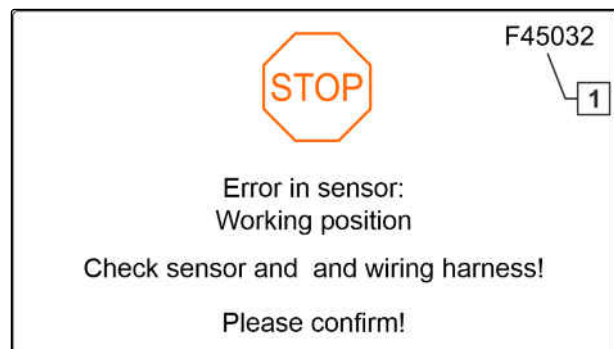 F45032
STOP
1
Error in sensor:
Working position
Check sensor and and wiring harness!
Please confirm!